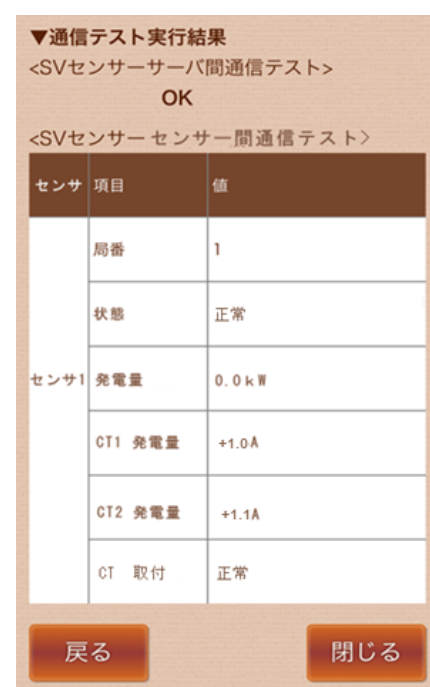 ▼通信テスト実行結果
<SVセンサーサーバ間通信テスト>
OK
<SVセンサーセンサー間通信テスト>
センサ 項目 値
局番 1
状態 正常
センサ1 発電量 0.0kW
CT1 発電量 +1.0A
CT2 発電量 +1.1A
CT 取付 正常
戻る 閉じる